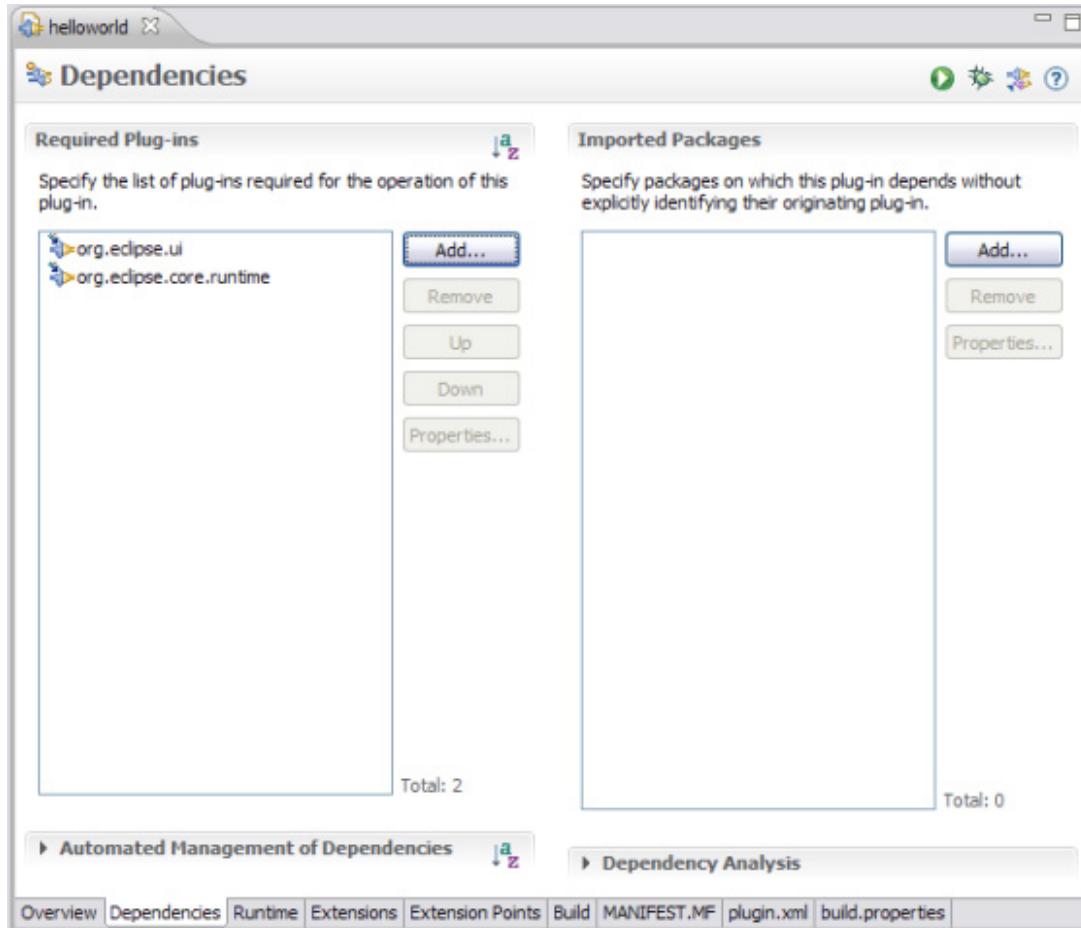 helloworld
Dependencies
Required Plug-ins
Specify the list of plug-ins required for the operation of this
plug-in.
org.eclipse.ui
org.eclipse.core.runtime
Add...
Remove
Up
Down
Properties...
Total: 2
Automated Management of Dependencies
Imported Packages
Specify packages on which this plug-in depends without
explicitly identifying their originating plug-in.
Add...
Remove
Properties...
Total: 0
Dependency Analysis
Overview Dependencies Runtime Extensions Extension Points Build MANIFEST.MF plugin.xml build.properties